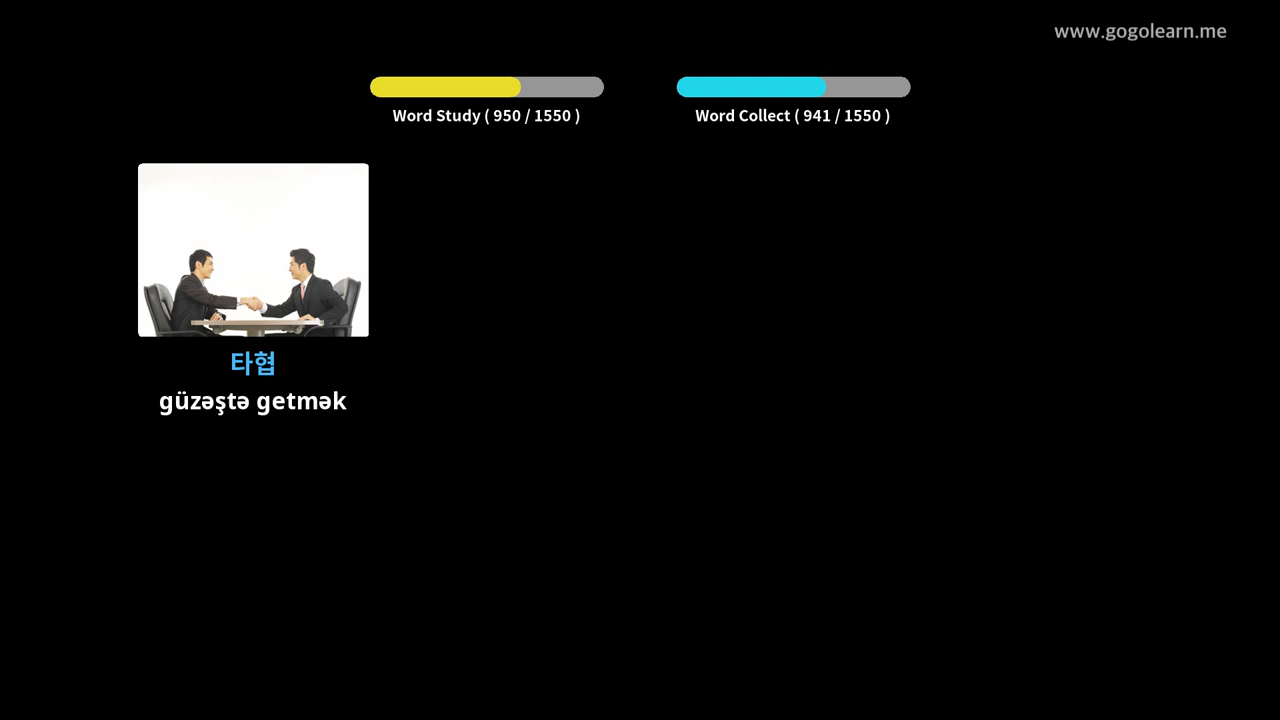 www.gogolearn.me
Word Study ( 950 / 1550 )
Word Collect ( 941 / 1550 )
타협
güzəştə getmək